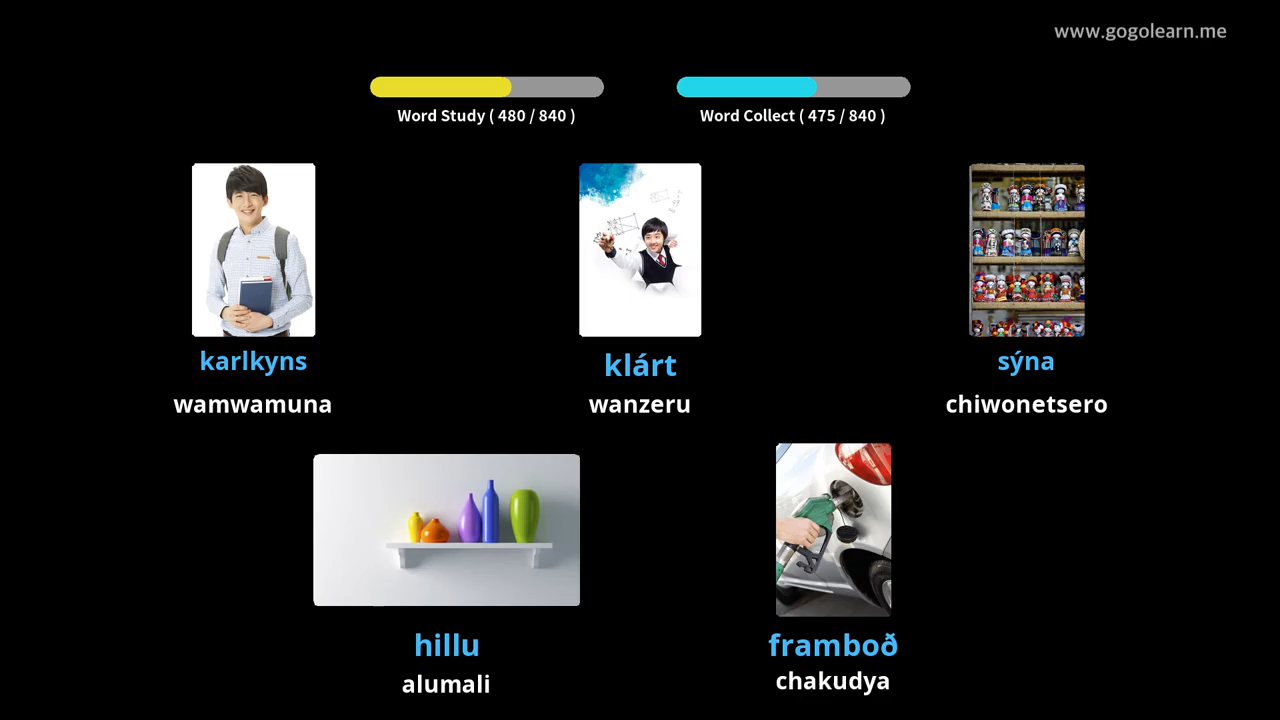 www.gogolearn.me
Word Study ( 480 / 840 )
Word Collect ( 475 / 840 )
karlkyns
wamwamuna
klárt
wanzeru
sýna
chiwonetsero
hillu
alumali
framboð
chakudya